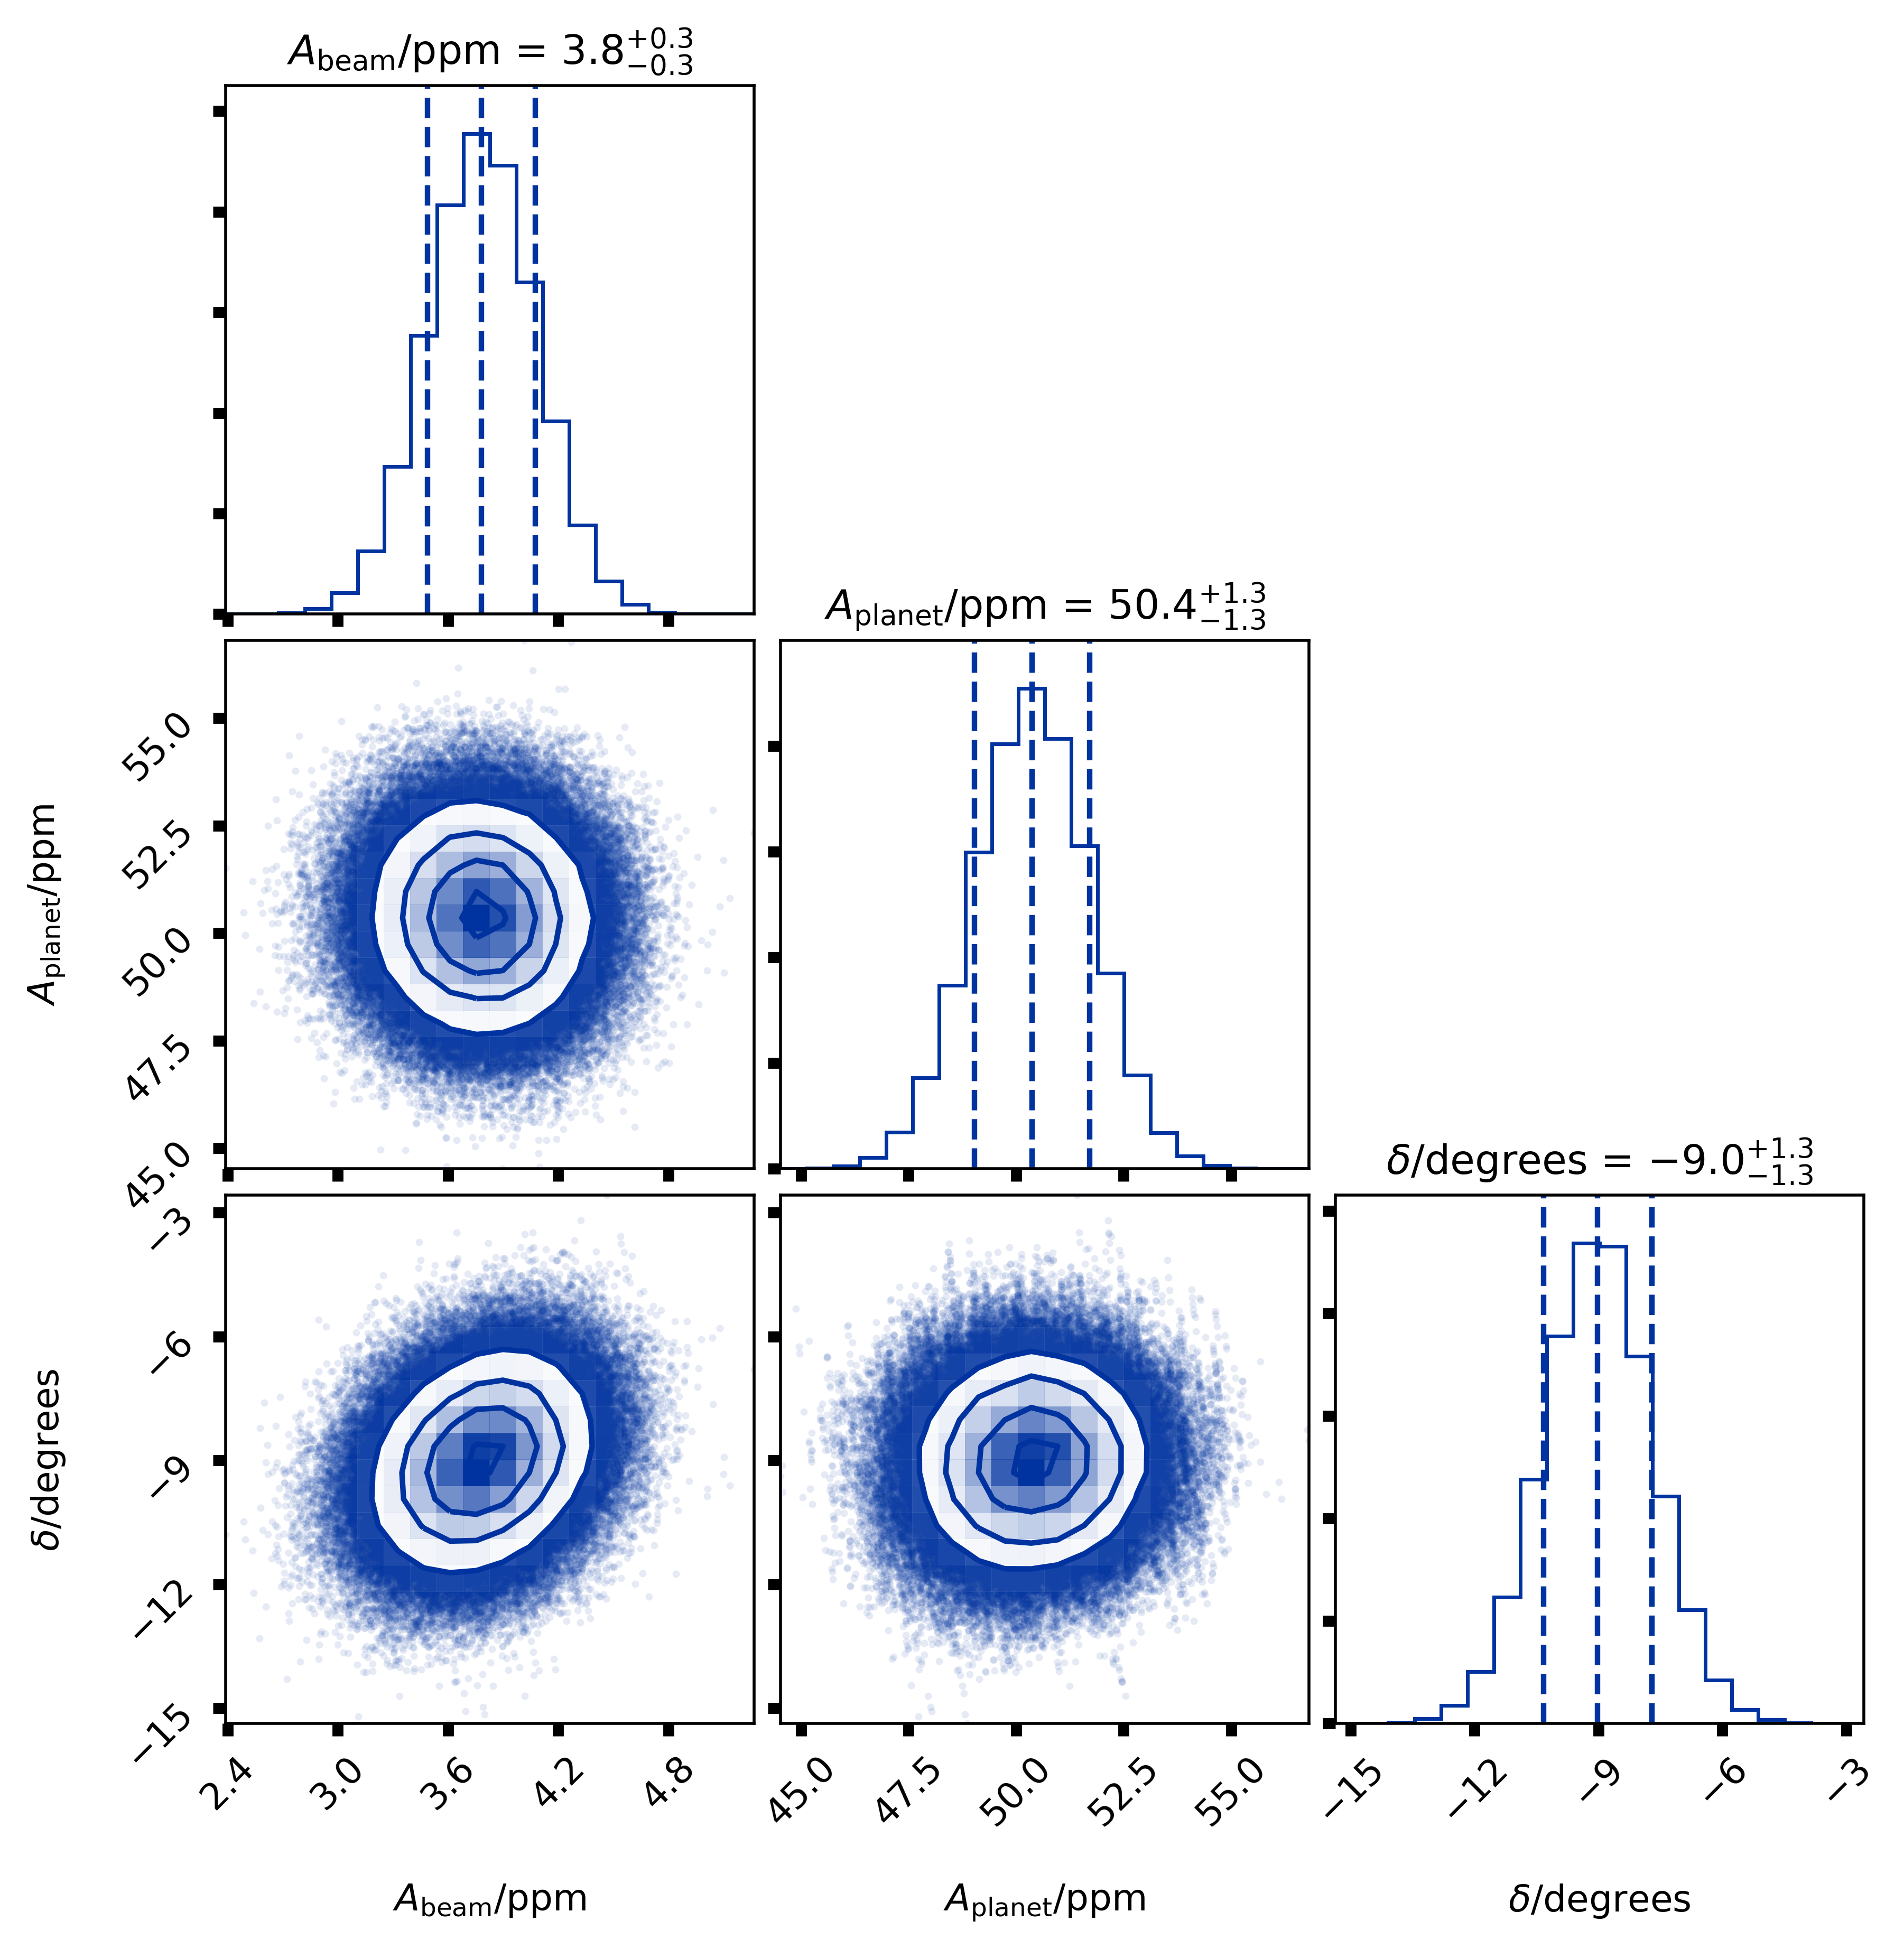 A_beam/ppm = 3.8 +0.3 −0.3
A_planet/ppm = 50.4 +1.3 −1.3
A_planet/ppm
55.0
52.5
50.0
47.5
45.0
δ/degrees = −9.0 +1.3 −1.3
δ/degrees
−3
−6
−9
−12
−15
2.4 3.0 3.6 4.2 4.8
45.0 47.5 50.0 52.5 55.0
−15 −12 −9 −6 −3
A_beam/ppm
A_planet/ppm
δ/degrees